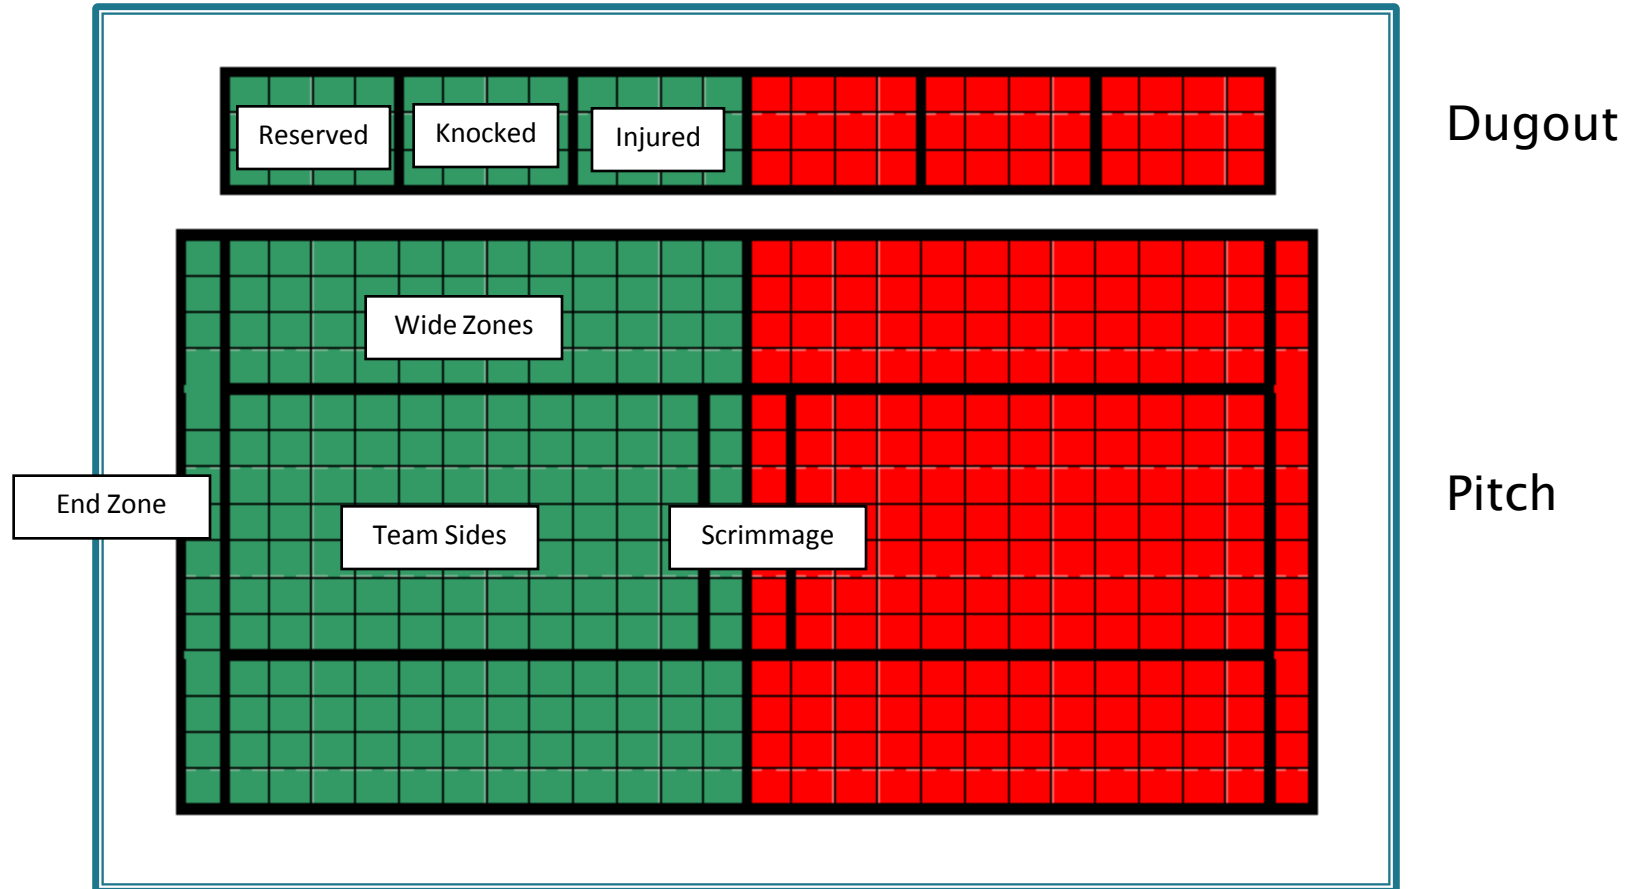 Dugout
Reserved
Knocked
Injured
Wide Zones
Pitch
End Zone
Team Sides
Scrimmage